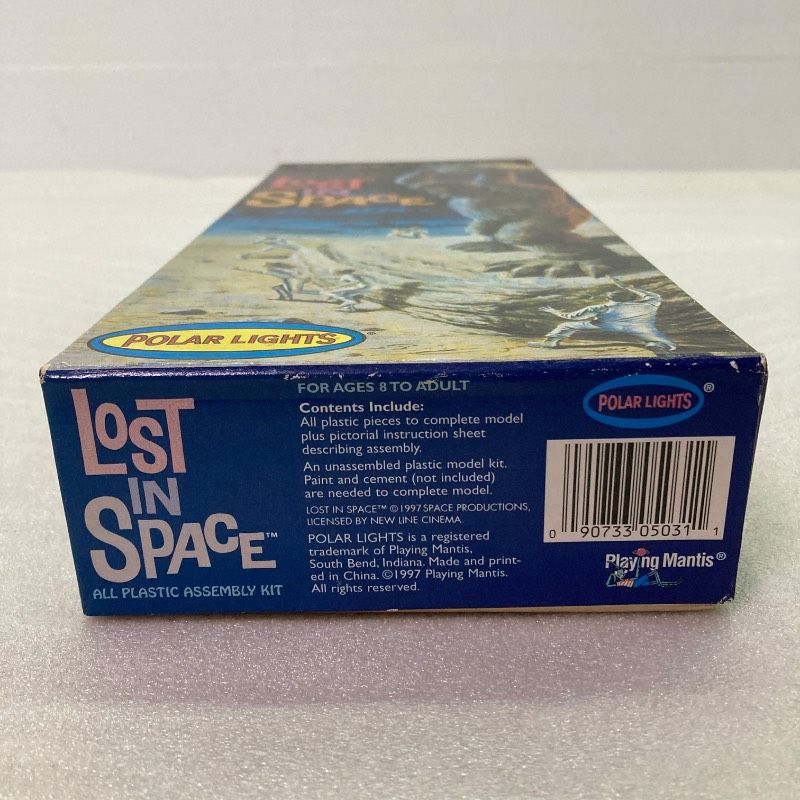 LOST
IN
SPACE
POLAR LIGHTS®
LOST
IN
SPACE™
ALL PLASTIC ASSEMBLY KIT
FOR AGES 8 TO ADULT
Contents Include:
All plastic pieces to complete model
plus pictorial instruction sheet
describing assembly.
An unassembled plastic model kit.
Paint and cement (not included)
are needed to complete model.
LOST IN SPACE™ ©1997 SPACE PRODUCTIONS,
LICENSED BY NEW LINE CINEMA.
POLAR LIGHTS is a registered
trademark of Playing Mantis,
South Bend, Indiana. Made and print-
ed in China. ©1997 Playing Mantis.
All rights reserved.
POLAR LIGHTS®
0 90733 05031 1
Playing Mantis®